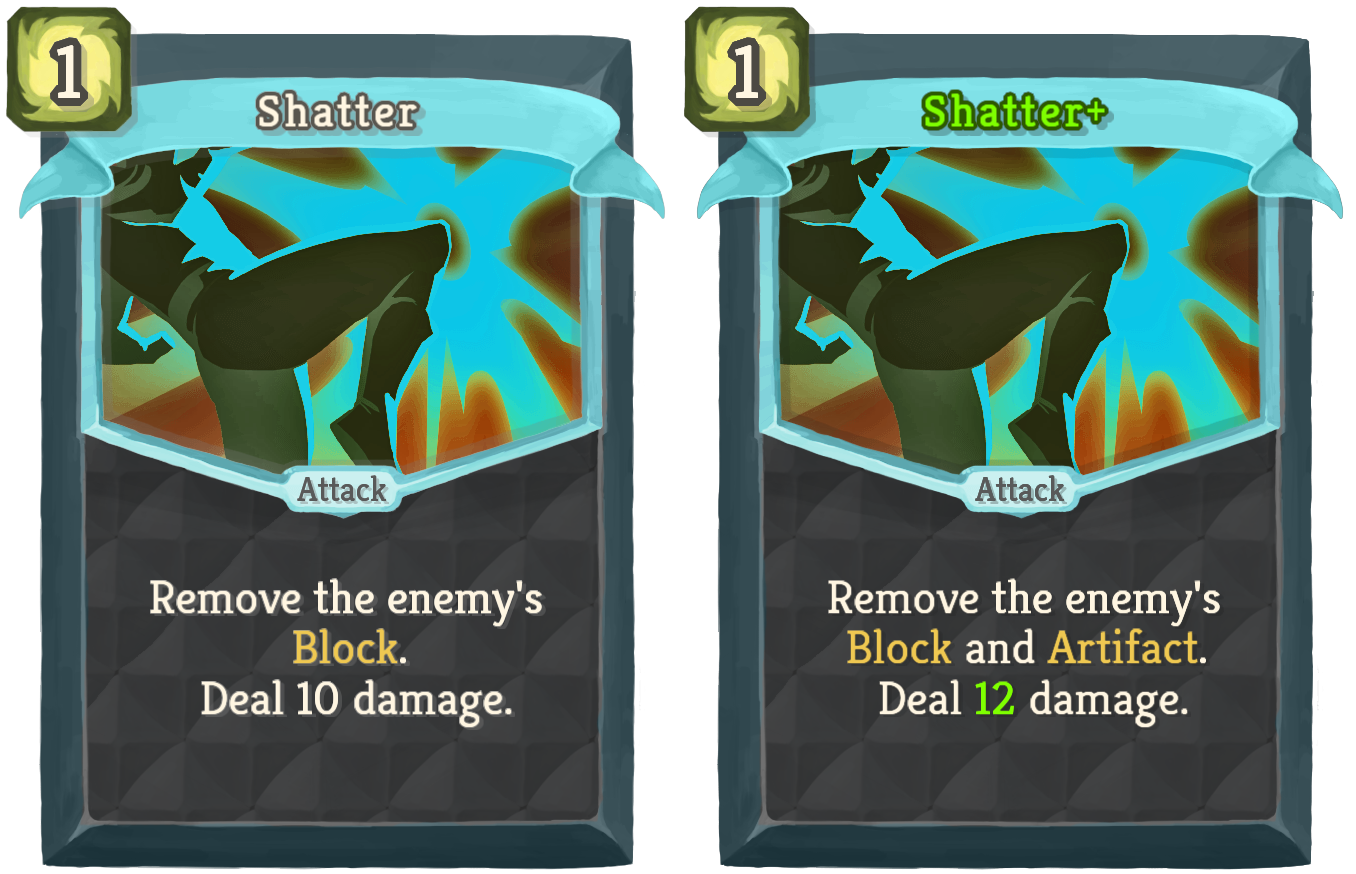 1
Shatter
Attack
Remove the enemy's
Block.
Deal 10 damage.
1
Shatter+
Attack
Remove the enemy's
Block and Artifact.
Deal 12 damage.